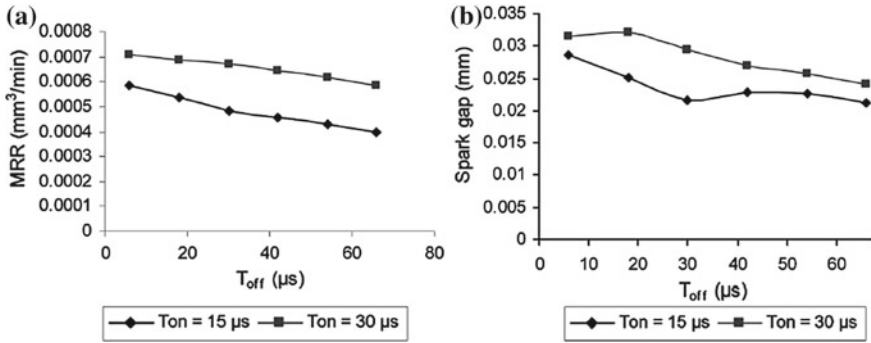 (a)
MRR (mm³/min)
0.0008
0.0007
0.0006
0.0005
0.0004
0.0003
0.0002
0.0001
0
0 20 40 60 80
T_off (µs)
Ton = 15 µs Ton = 30 µs
(b)
Spark gap (mm)
0.035
0.03
0.025
0.02
0.015
0.01
0.005
0
0 10 20 30 40 50 60
T_off (µs)
Ton = 15 µs Ton = 30 µs